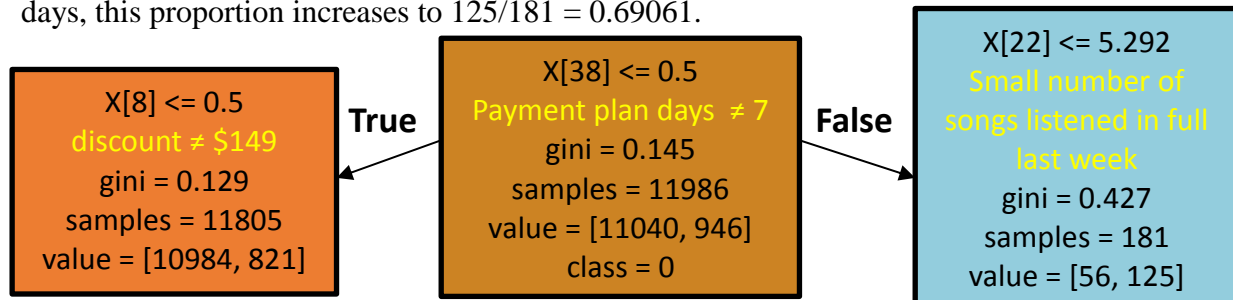 days, this proportion increases to 125/181 = 0.69061.
X[8] <= 0.5
discount ≠ $149
gini = 0.129
samples = 11805
value = [10984, 821]
True
X[38] <= 0.5
Payment plan days ≠ 7
gini = 0.145
samples = 11986
value = [11040, 946]
class = 0
False
X[22] <= 5.292
Small number of
songs listened in full
last week
gini = 0.427
samples = 181
value = [56, 125]